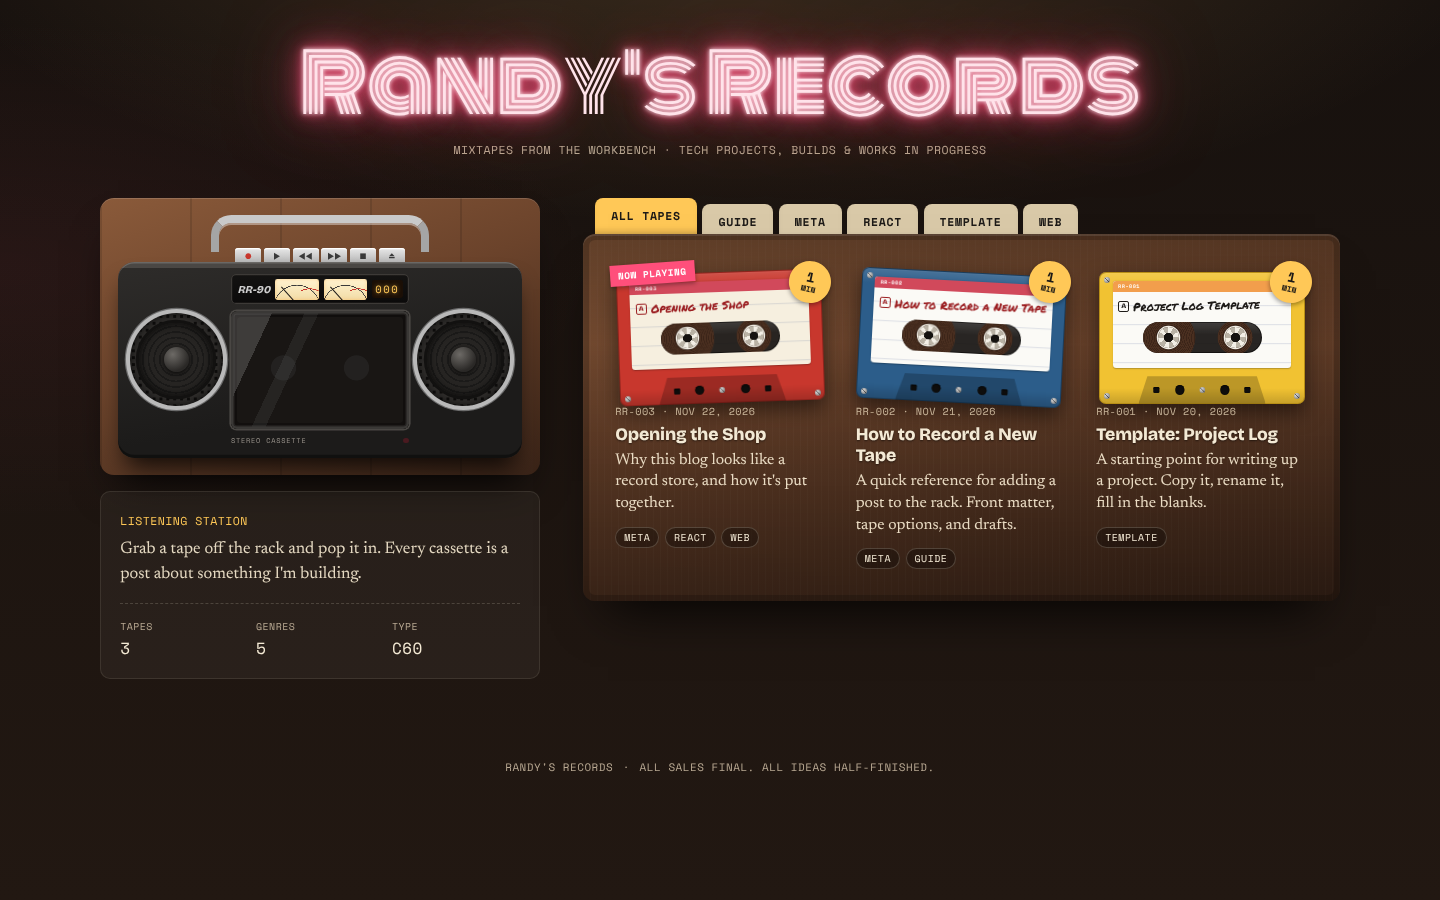 RANDY'S RECORDS
MIXTAPES FROM THE WORKBENCH · TECH PROJECTS, BUILDS & WORKS IN PROGRESS
RR-90
000
STEREO CASSETTE
LISTENING STATION
Grab a tape off the rack and pop it in. Every cassette is a
post about something I'm building.
TAPES GENRES TYPE
3 5 C60
ALL TAPES GUIDE META REACT TEMPLATE WEB
NOW PLAYING
1
MIN
RR-003
A OPENING THE SHOP
RR-003 · NOV 22, 2026
Opening the Shop
Why this blog looks like a
record store, and how it's put
together.
META REACT WEB
1
MIN
RR-002
A HOW TO RECORD A NEW TAPE
RR-002 · NOV 21, 2026
How to Record a New
Tape
A quick reference for adding a
post to the rack. Front matter,
tape options, and drafts.
META GUIDE
1
MIN
RR-001
A PROJECT LOG TEMPLATE
RR-001 · NOV 20, 2026
Template: Project Log
A starting point for writing up
a project. Copy it, rename it,
fill in the blanks.
TEMPLATE
RANDY'S RECORDS · ALL SALES FINAL. ALL IDEAS HALF-FINISHED.